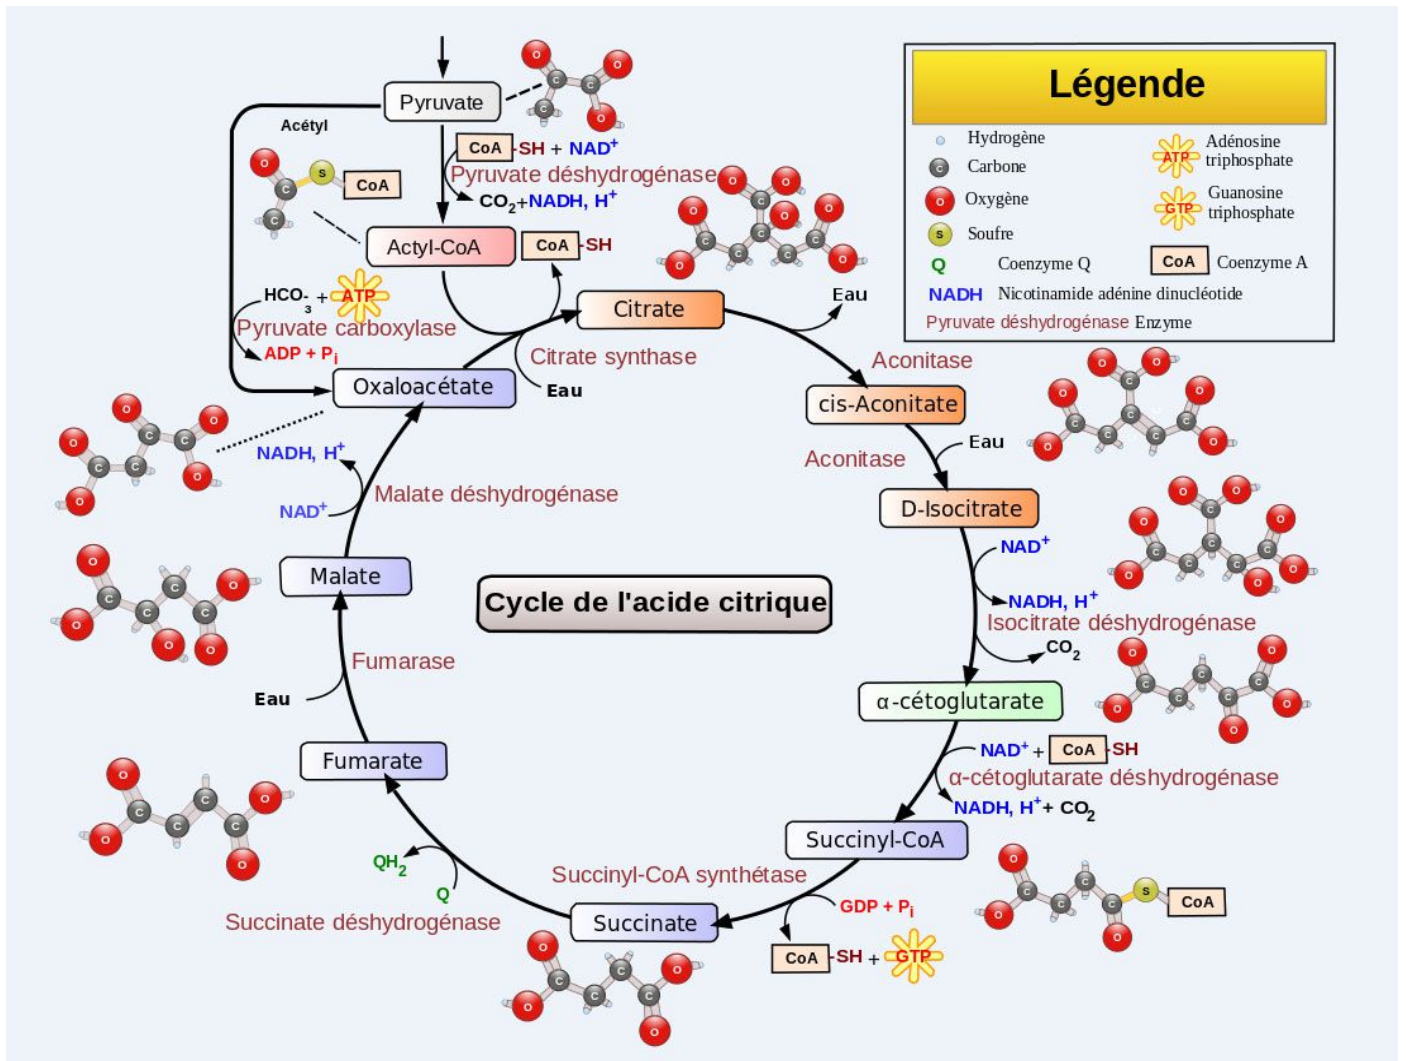 Légende
Hydrogène
Carbone
Oxygène
Soufre
Q Coenzyme Q
NADH Nicotinamide adénine dinucléotide
Pyruvate déshydrogénase Enzyme
ATP Adénosine
triphosphate
GTP Guanosine
triphosphate
CoA Coenzyme A
Pyruvate
Acétyl
CoA-SH + NAD+
Pyruvate déshydrogénase
CO2+NADH, H+
S CoA
Actyl-CoA
CoA-SH
HCO3- + ATP
Pyruvate carboxylase
ADP + Pi
Citrate
Citrate synthase
Eau
Oxaloacétate
Eau
Aconitase
cis-Aconitate
Eau
Aconitase
D-Isocitrate
NAD+
NADH, H+
Isocitrate déshydrogénase
CO2
α-cétoglutarate
NAD+ + CoA-SH
α-cétoglutarate déshydrogénase
NADH, H+ + CO2
Succinyl-CoA
S CoA
Succinyl-CoA synthétase
GDP + Pi
CoA-SH + GTP
Succinate
Q
QH2
Succinate déshydrogénase
Fumarate
Eau
Fumarase
Malate
NAD+
NADH, H+
Malate déshydrogénase
Cycle de l'acide citrique